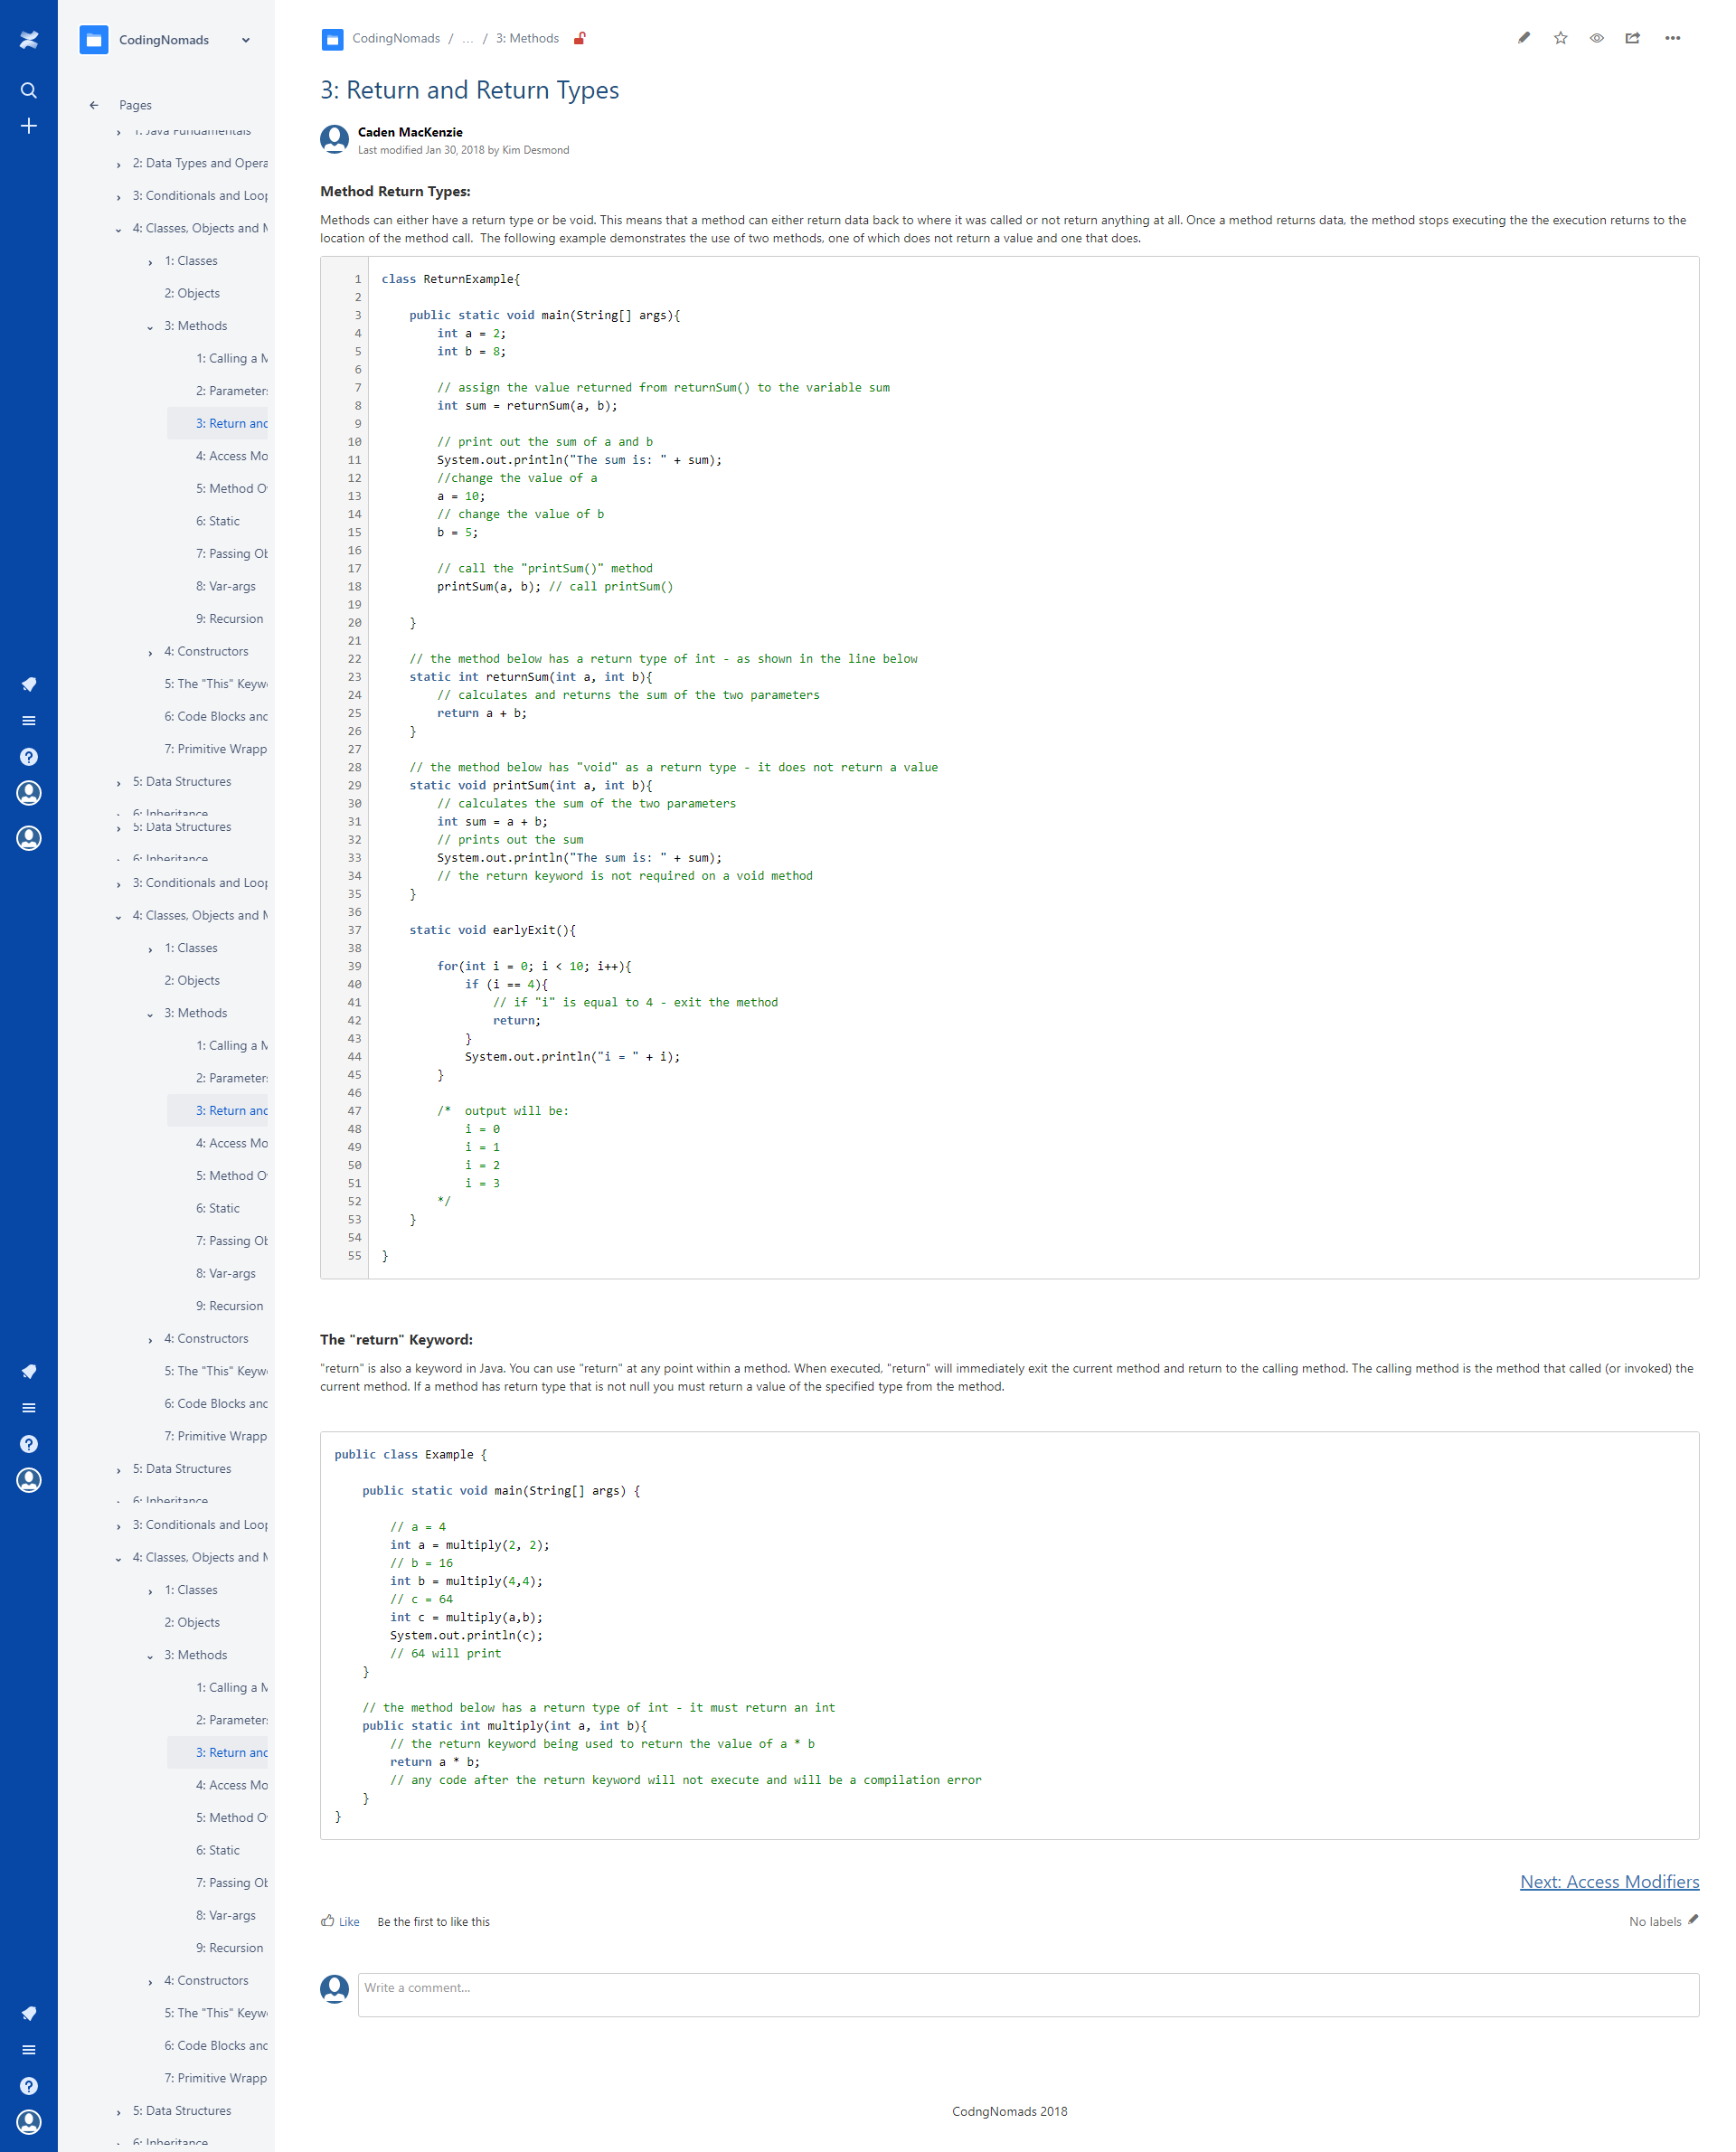 CodingNomads
Pages
1: Java Fundamentals
2: Data Types and Opera
3: Conditionals and Loop
4: Classes, Objects and M
1: Classes
2: Objects
3: Methods
1: Calling a M
2: Parameters
3: Return and
4: Access Mo
5: Method O
6: Static
7: Passing Ob
8: Var-args
9: Recursion
4: Constructors
5: The "This" Keyw
6: Code Blocks and
7: Primitive Wrapp
5: Data Structures
6: Inheritance
5: Data Structures
6: Inheritance
3: Conditionals and Loop
4: Classes, Objects and M
1: Classes
2: Objects
3: Methods
1: Calling a M
2: Parameters
3: Return and
4: Access Mo
5: Method O
6: Static
7: Passing Ob
8: Var-args
9: Recursion
4: Constructors
5: The "This" Keyw
6: Code Blocks and
7: Primitive Wrapp
5: Data Structures
6: Inheritance
3: Conditionals and Loop
4: Classes, Objects and M
1: Classes
2: Objects
3: Methods
1: Calling a M
2: Parameters
3: Return and
4: Access Mo
5: Method O
6: Static
7: Passing Ob
8: Var-args
9: Recursion
4: Constructors
5: The "This" Keyw
6: Code Blocks and
7: Primitive Wrapp
5: Data Structures
6: Inheritance
CodingNomads / ... / 3: Methods
3: Return and Return Types
Caden MacKenzie
Last modified Jan 30, 2018 by Kim Desmond
Method Return Types:
Methods can either have a return type or be void. This means that a method can either return data back to where it was called or not return anything at all. Once a method returns data, the method stops executing the the execution returns to the
location of the method call.  The following example demonstrates the use of two methods, one of which does not return a value and one that does.
1 class ReturnExample{
2
3     public static void main(String[] args){
4         int a = 2;
5         int b = 8;
6
7         // assign the value returned from returnSum() to the variable sum
8         int sum = returnSum(a, b);
9
10         // print out the sum of a and b
11         System.out.println("The sum is: " + sum);
12         //change the value of a
13         a = 10;
14         // change the value of b
15         b = 5;
16
17         // call the "printSum()" method
18         printSum(a, b); // call printSum()
19
20     }
21
22     // the method below has a return type of int - as shown in the line below
23     static int returnSum(int a, int b){
24         // calculates and returns the sum of the two parameters
25         return a + b;
26     }
27
28     // the method below has "void" as a return type - it does not return a value
29     static void printSum(int a, int b){
30         // calculates the sum of the two parameters
31         int sum = a + b;
32         // prints out the sum
33         System.out.println("The sum is: " + sum);
34         // the return keyword is not required on a void method
35     }
36
37     static void earlyExit(){
38
39         for(int i = 0; i < 10; i++){
40             if (i == 4){
41                 // if "i" is equal to 4 - exit the method
42                 return;
43             }
44             System.out.println("i = " + i);
45         }
46
47         /*  output will be:
48             i = 0
49             i = 1
50             i = 2
51             i = 3
52         */
53     }
54
55 }
The "return" Keyword:
"return" is also a keyword in Java. You can use "return" at any point within a method. When executed, "return" will immediately exit the current method and return to the calling method. The calling method is the method that called (or invoked) the
current method. If a method has return type that is not null you must return a value of the specified type from the method.
public class Example {
    public static void main(String[] args) {
        // a = 4
        int a = multiply(2, 2);
        // b = 16
        int b = multiply(4,4);
        // c = 64
        int c = multiply(a,b);
        System.out.println(c);
        // 64 will print
    }
    // the method below has a return type of int - it must return an int
    public static int multiply(int a, int b){
        // the return keyword being used to return the value of a * b
        return a * b;
        // any code after the return keyword will not execute and will be a compilation error
    }
}
Next: Access Modifiers
Like Be the first to like this
No labels
Write a comment...
CodngNomads 2018